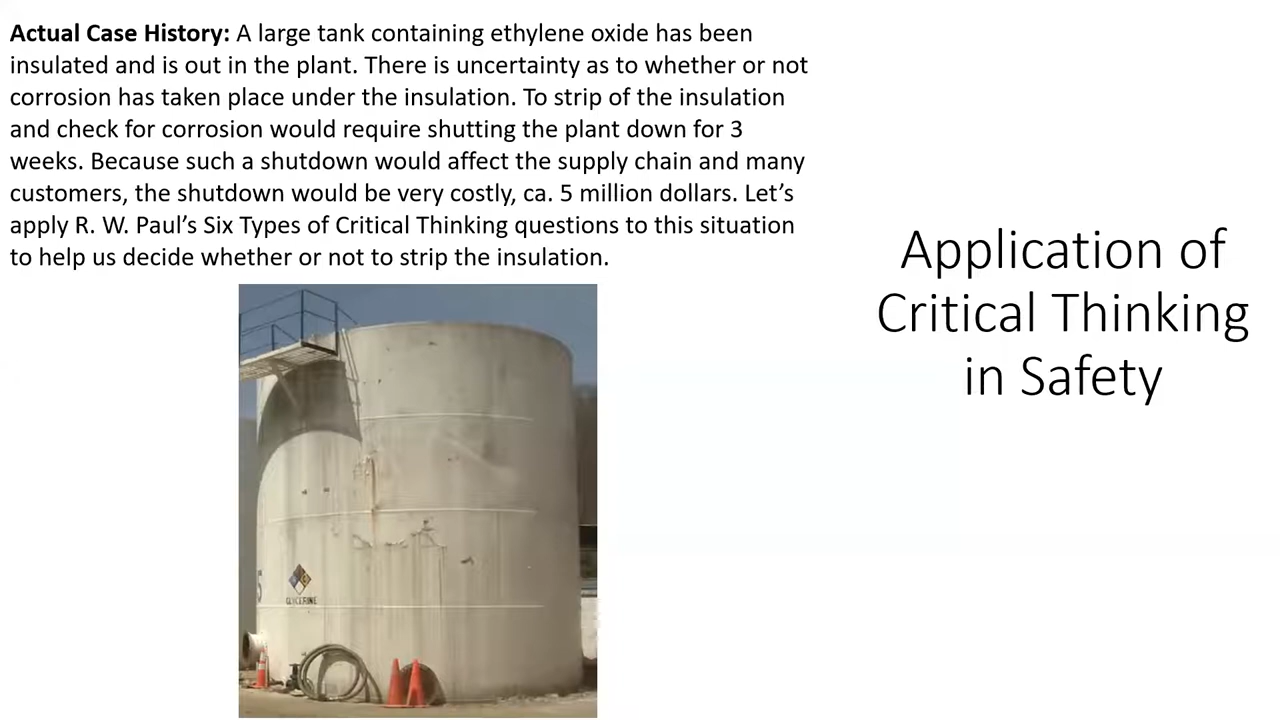 Actual Case History: A large tank containing ethylene oxide has been
insulated and is out in the plant. There is uncertainty as to whether or not
corrosion has taken place under the insulation. To strip of the insulation
and check for corrosion would require shutting the plant down for 3
weeks. Because such a shutdown would affect the supply chain and many
customers, the shutdown would be very costly, ca. 5 million dollars. Let's
apply R. W. Paul's Six Types of Critical Thinking questions to this situation
to help us decide whether or not to strip the insulation.
Application of
Critical Thinking
in Safety
5
GLYCERINE